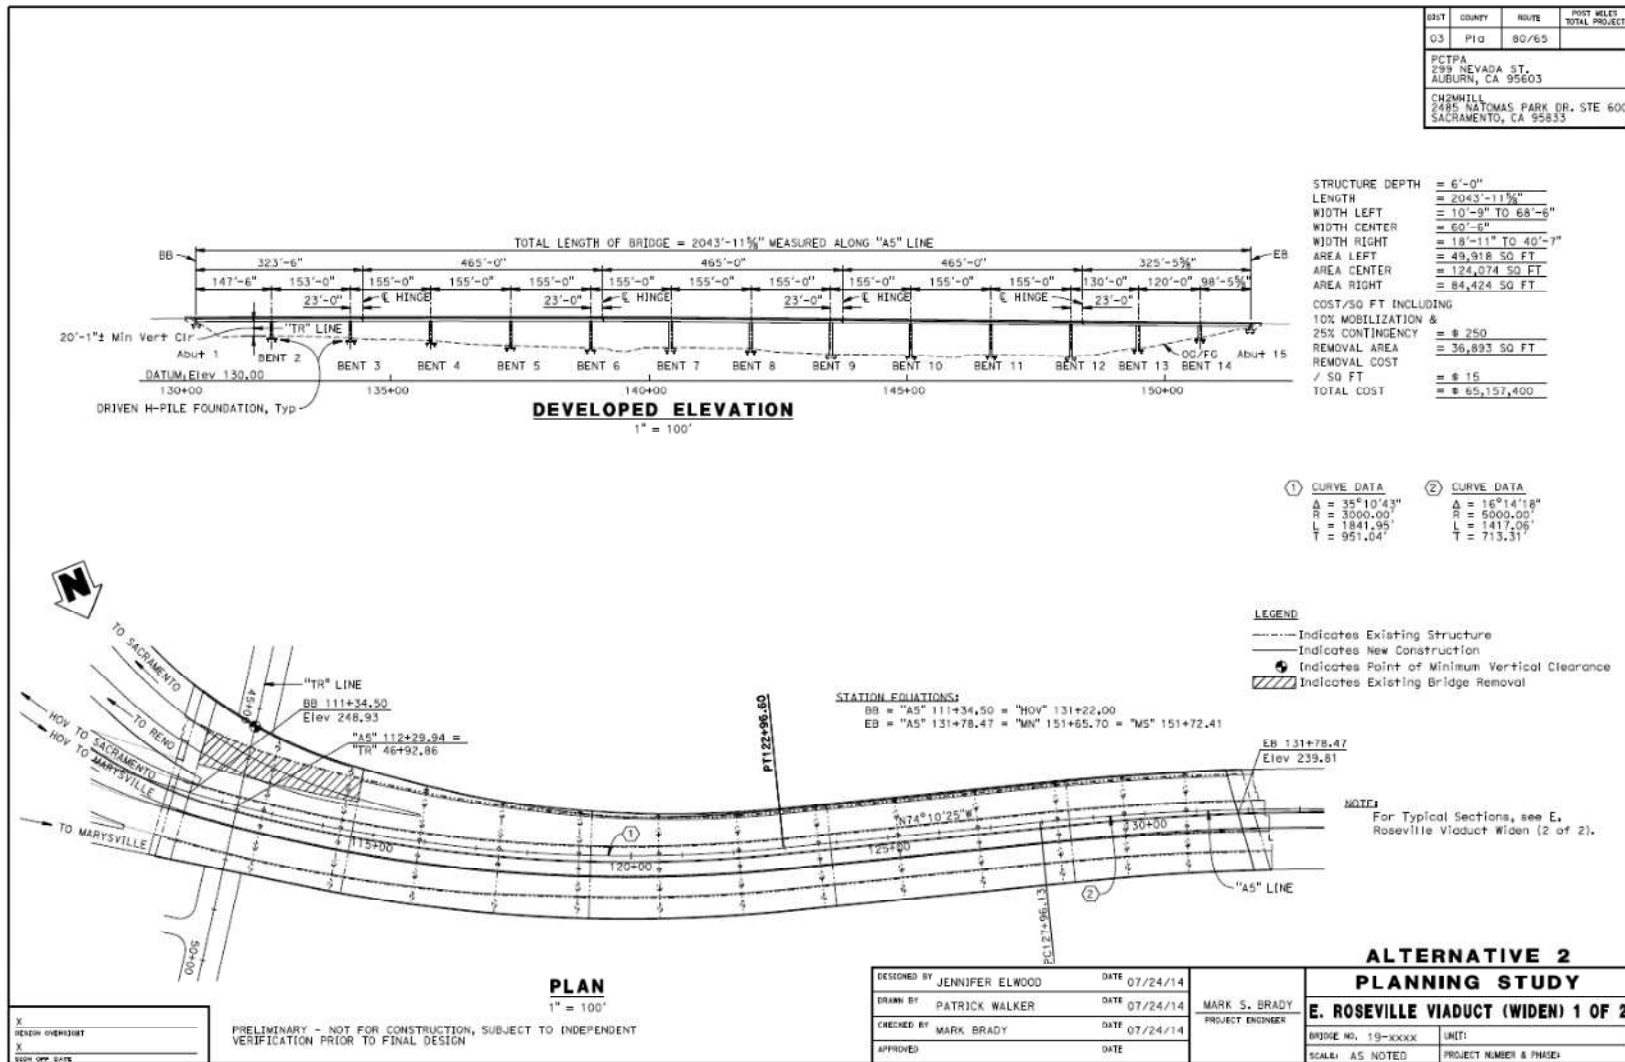 DIST COUNTY ROUTE POST MILES TOTAL PROJECT
03 Pla 80/65
PCTPA
299 NEVADA ST.
AUBURN, CA 95603
CH2MHILL
2485 NATOMAS PARK DR. STE 600
SACRAMENTO, CA 95833
STRUCTURE DEPTH = 6'-0"
LENGTH = 2043'-11⅝"
WIDTH LEFT = 10'-9" TO 68'-6"
WIDTH CENTER = 60'-6"
WIDTH RIGHT = 18'-11" TO 40'-7"
AREA LEFT = 49,918 SQ FT
AREA CENTER = 124,074 SQ FT
AREA RIGHT = 84,424 SQ FT
COST/SQ FT INCLUDING
10% MOBILIZATION &
25% CONTINGENCY = $ 250
REMOVAL AREA = 36,893 SQ FT
REMOVAL COST
/ SQ FT = $ 15
TOTAL COST = $ 65,157,400
TOTAL LENGTH OF BRIDGE = 2043'-11⅝" MEASURED ALONG "A5" LINE
BB EB
323'-6" 465'-0" 465'-0" 465'-0" 325'-5⅝"
147'-6" 153'-0" 155'-0" 155'-0" 155'-0" 155'-0" 155'-0" 155'-0" 155'-0" 155'-0" 155'-0" 130'-0" 120'-0" 98'-5⅝"
23'-0" ℄ HINGE 23'-0" ℄ HINGE 23'-0" ℄ HINGE ℄ HINGE 23'-0"
"TR" LINE
20'-1"± Min Vert Clr
Abut 1 BENT 2 BENT 3 BENT 4 BENT 5 BENT 6 BENT 7 BENT 8 BENT 9 BENT 10 BENT 11 BENT 12 BENT 13 BENT 14 Abut 15
OG/FG
DATUM: Elev 130.00
130+00 135+00 140+00 145+00 150+00
DRIVEN H-PILE FOUNDATION, Typ
DEVELOPED ELEVATION
1" = 100'
1 CURVE DATA
Δ = 35°10'43"
R = 3000.00'
L = 1841.95'
T = 951.04'
2 CURVE DATA
Δ = 16°14'18"
R = 5000.00'
L = 1417.06'
T = 713.31'
N
LEGEND
Indicates Existing Structure
Indicates New Construction
Indicates Point of Minimum Vertical Clearance
Indicates Existing Bridge Removal
TO SACRAMENTO
TO RENO
HOV TO SACRAMENTO
HOV TO MARYSVILLE
TO MARYSVILLE
45+00
"TR" LINE
BB 111+34.50
Elev 248.93
"A5" 112+29.94 =
"TR" 46+92.86
STATION EQUATIONS:
BB = "A5" 111+34.50 = "HOV" 131+22.00
EB = "A5" 131+78.47 = "MN" 151+65.70 = "MS" 151+72.41
PT122+96.60
EB 131+78.47
Elev 239.81
N74°10'25"W
115+00 1 120+00 125+00 130+00
2
"A5" LINE
PC127+96.13
50+00
NOTE:
For Typical Sections, see E.
Roseville Viaduct Widen (2 of 2).
PLAN
1" = 100'
ALTERNATIVE 2
PLANNING STUDY
E. ROSEVILLE VIADUCT (WIDEN) 1 OF 2
BRIDGE NO. 19-xxxx UNIT:
SCALE: AS NOTED PROJECT NUMBER & PHASE:
DESIGNED BY JENNIFER ELWOOD DATE 07/24/14
DRAWN BY PATRICK WALKER DATE 07/24/14
CHECKED BY MARK BRADY DATE 07/24/14
APPROVED DATE
MARK S. BRADY
PROJECT ENGINEER
X
DESIGN OVERSIGHT
X
SIGN OFF DATE
PRELIMINARY - NOT FOR CONSTRUCTION, SUBJECT TO INDEPENDENT
VERIFICATION PRIOR TO FINAL DESIGN